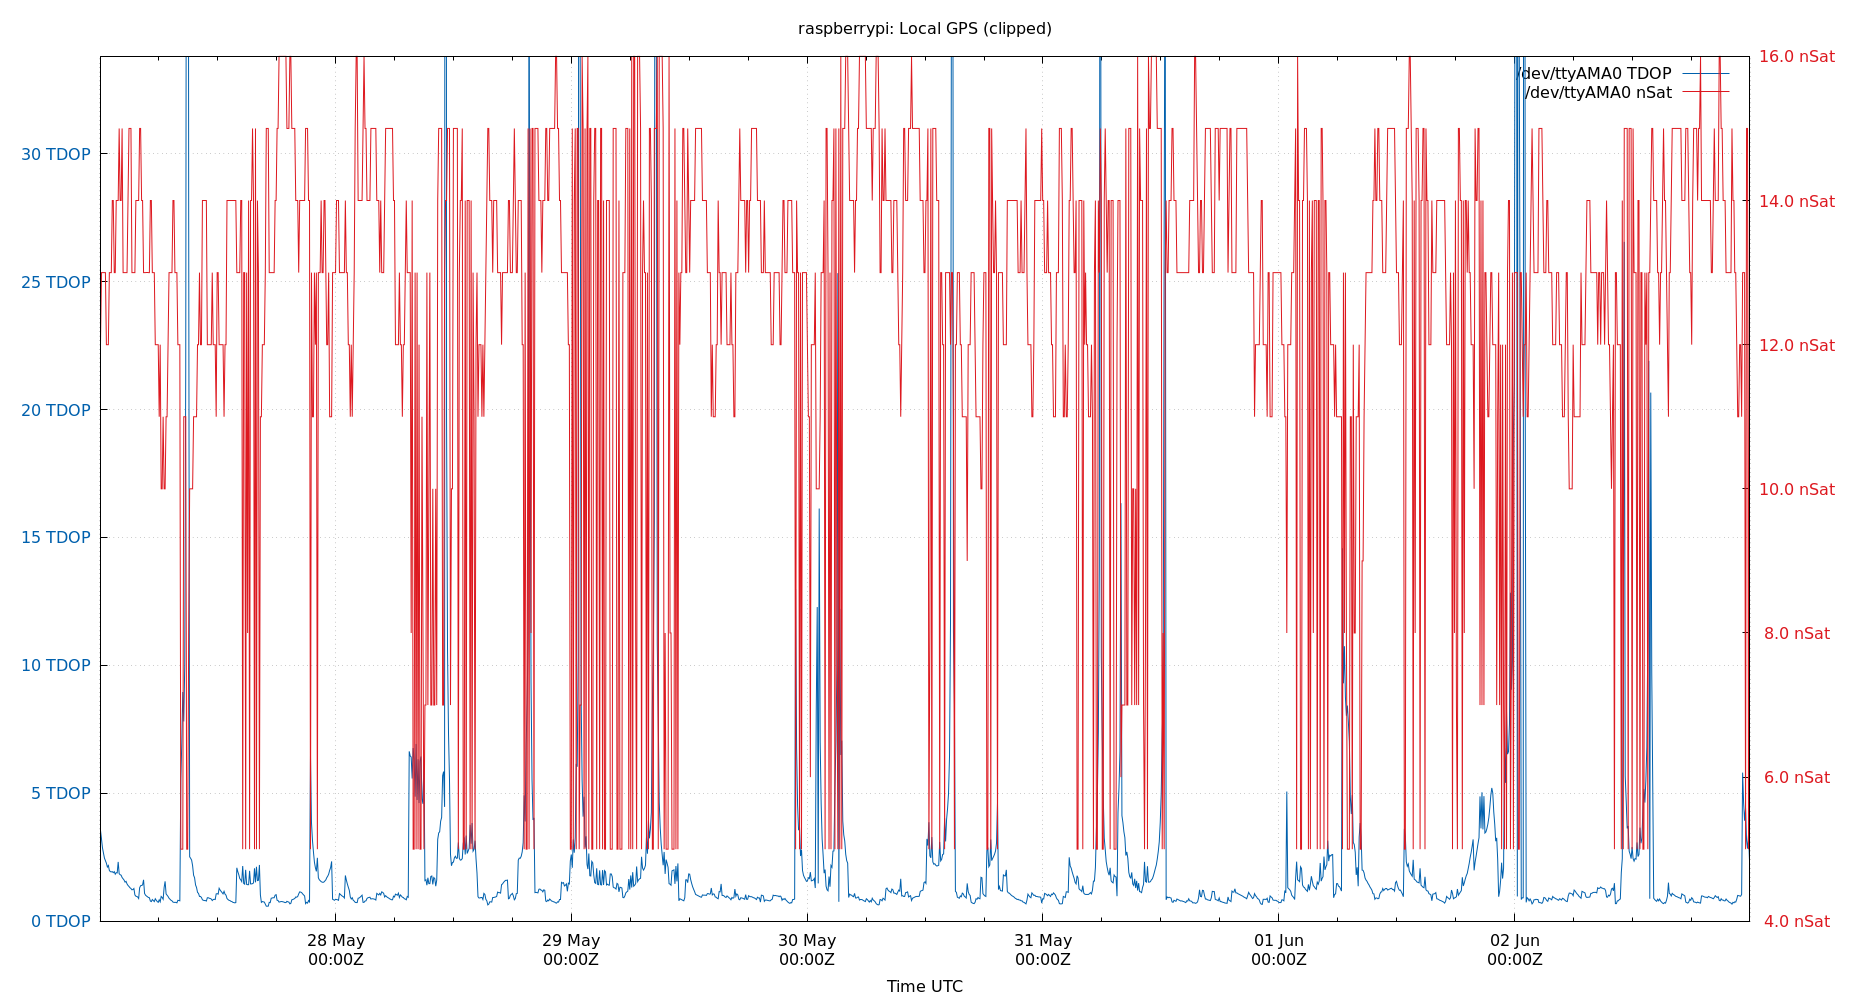 raspberrypi: Local GPS (clipped)
/dev/ttyAMA0 TDOP
/dev/ttyAMA0 nSat
30 TDOP
25 TDOP
20 TDOP
15 TDOP
10 TDOP
5 TDOP
0 TDOP
16.0 nSat
14.0 nSat
12.0 nSat
10.0 nSat
8.0 nSat
6.0 nSat
4.0 nSat
28 May
00:00Z
29 May
00:00Z
30 May
00:00Z
31 May
00:00Z
01 Jun
00:00Z
02 Jun
00:00Z
Time UTC